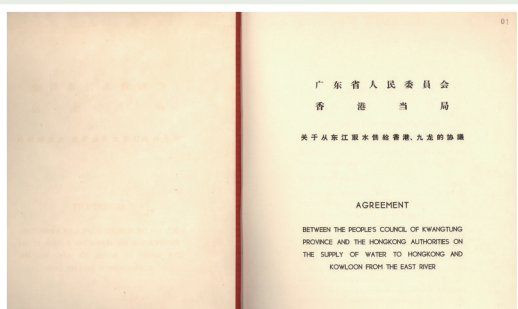 01
广东省人民委員会
香港当局
关于从东江取水供给香港、九龙的协議
AGREEMENT
BETWEEN THE PEOPLE'S COUNCIL OF KWANGTUNG
PROVINCE AND THE HONGKONG AUTHORITIES ON
THE SUPPLY OF WATER TO HONGKONG AND
KOWLOON FROM THE EAST RIVER